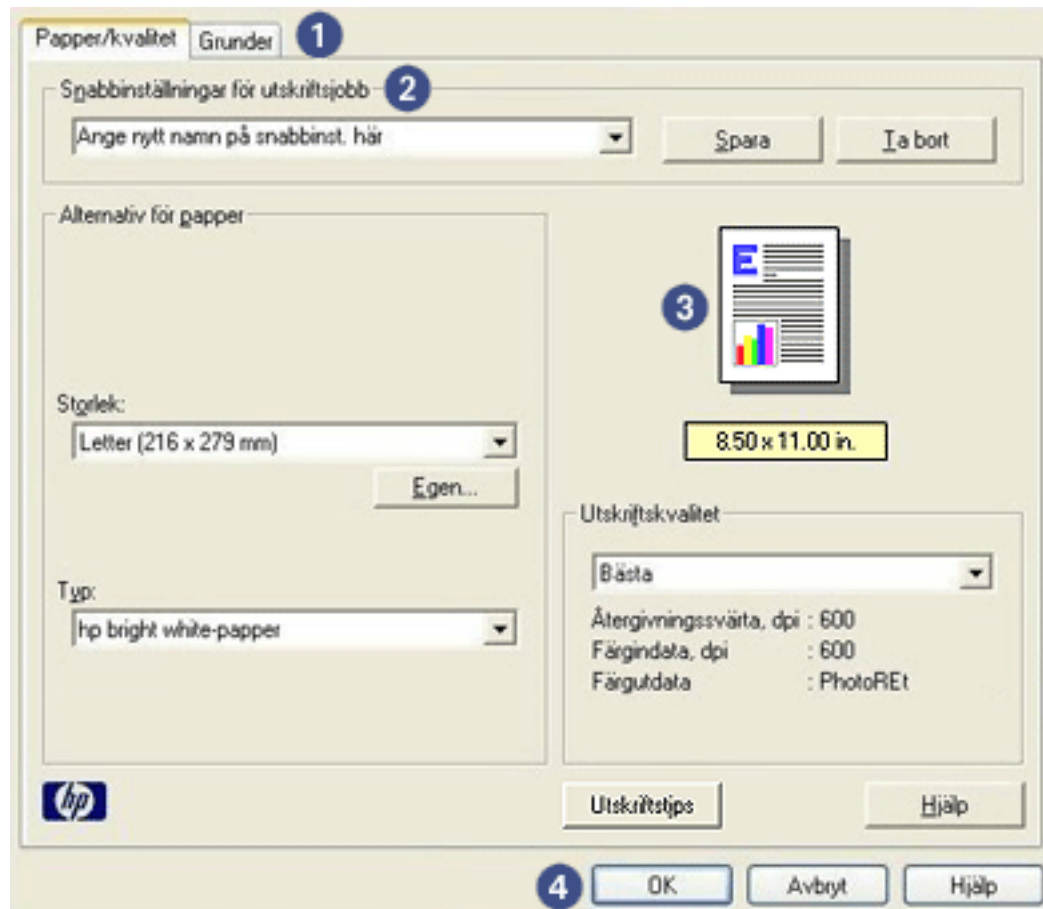 Papper/kvalitet Grunder 1
Snabbinställningar för utskriftsjobb 2
Ange nytt namn på snabbinst. här Spara Ta bort
Alternativ för papper
E
3
Storlek:
Letter (216 x 279 mm)
8.50 x 11.00 in.
Egen...
Utskriftskvalitet
Bästa
Typ:
hp bright white-papper
Återgivningssvärta, dpi : 600
Färgindata, dpi : 600
Färgutdata : PhotoREt
hp
Utskriftstips Hjälp
4 OK Avbryt Hjälp